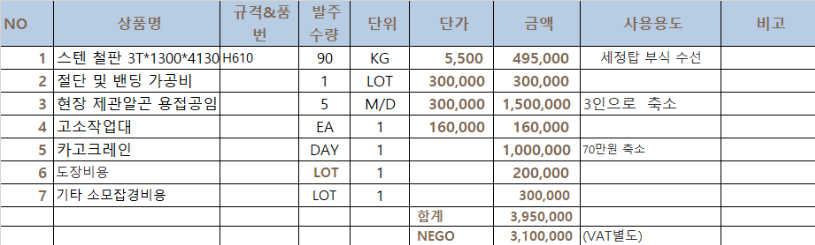 NO 상품명 규격&품번 발주수량 단위 단가 금액 사용용도 비고
1 스텐 철판 3T*1300*4130 H610 90 KG 5,500 495,000 세정탑 부식 수선
2 절단 및 밴딩 가공비 1 LOT 300,000 300,000
3 현장 제관알곤 용접공임 5 M/D 300,000 1,500,000 3인으로 축소
4 고소작업대 EA 1 160,000 160,000
5 카고크레인 DAY 1 1,000,000 70만원 축소
6 도장비용 LOT 1 200,000
7 기타 소모잡경비용 LOT 1 300,000
합계 3,950,000
NEGO 3,100,000 (VAT별도)